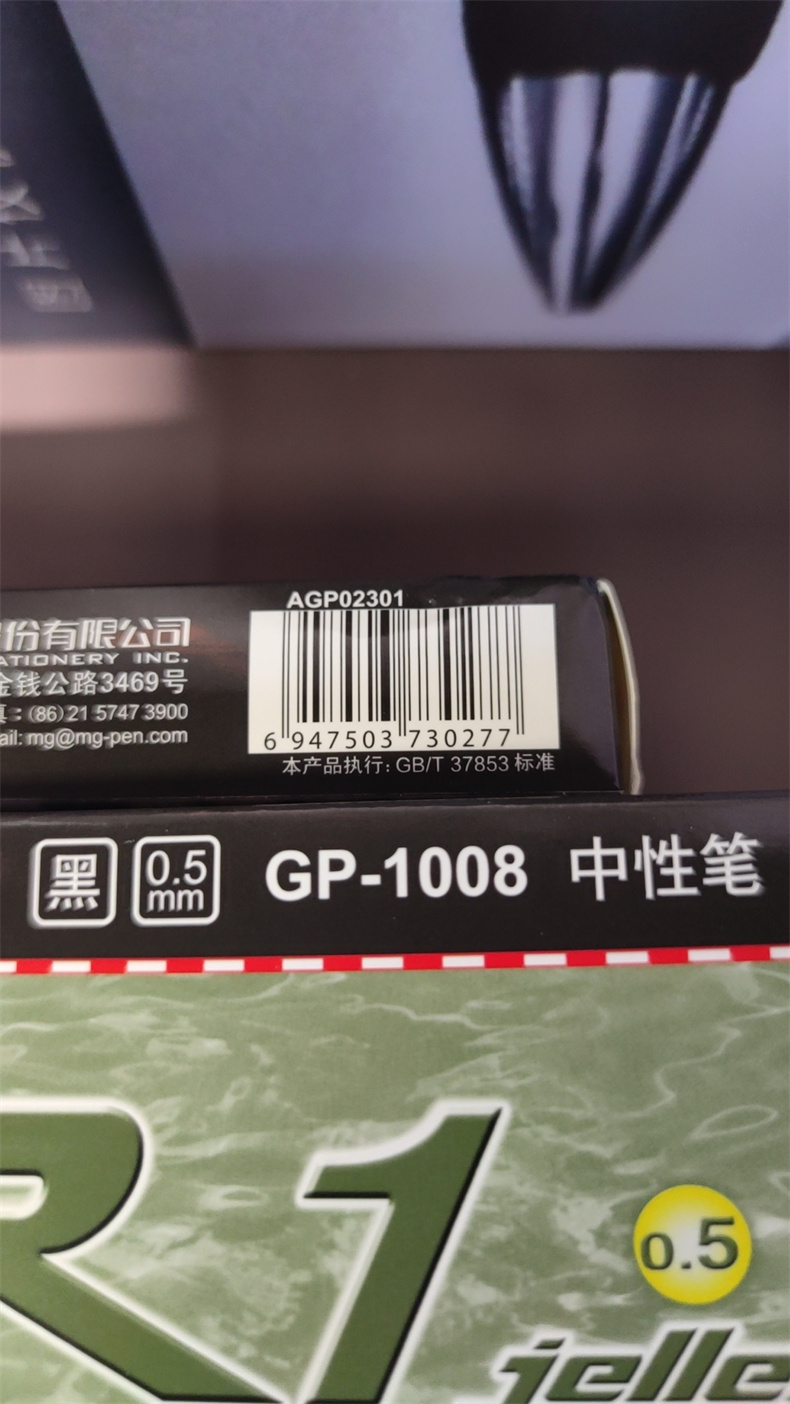 AGP02301
份有限公司
ATIONERY INC.
金钱公路3469号
真：(86)21 5747 3900
ail: mg@mg-pen.com
6 947503 730277
本产品执行: GB/T 37853 标准
黑 0.5 mm GP-1008 中性笔
R1
0.5
jelle